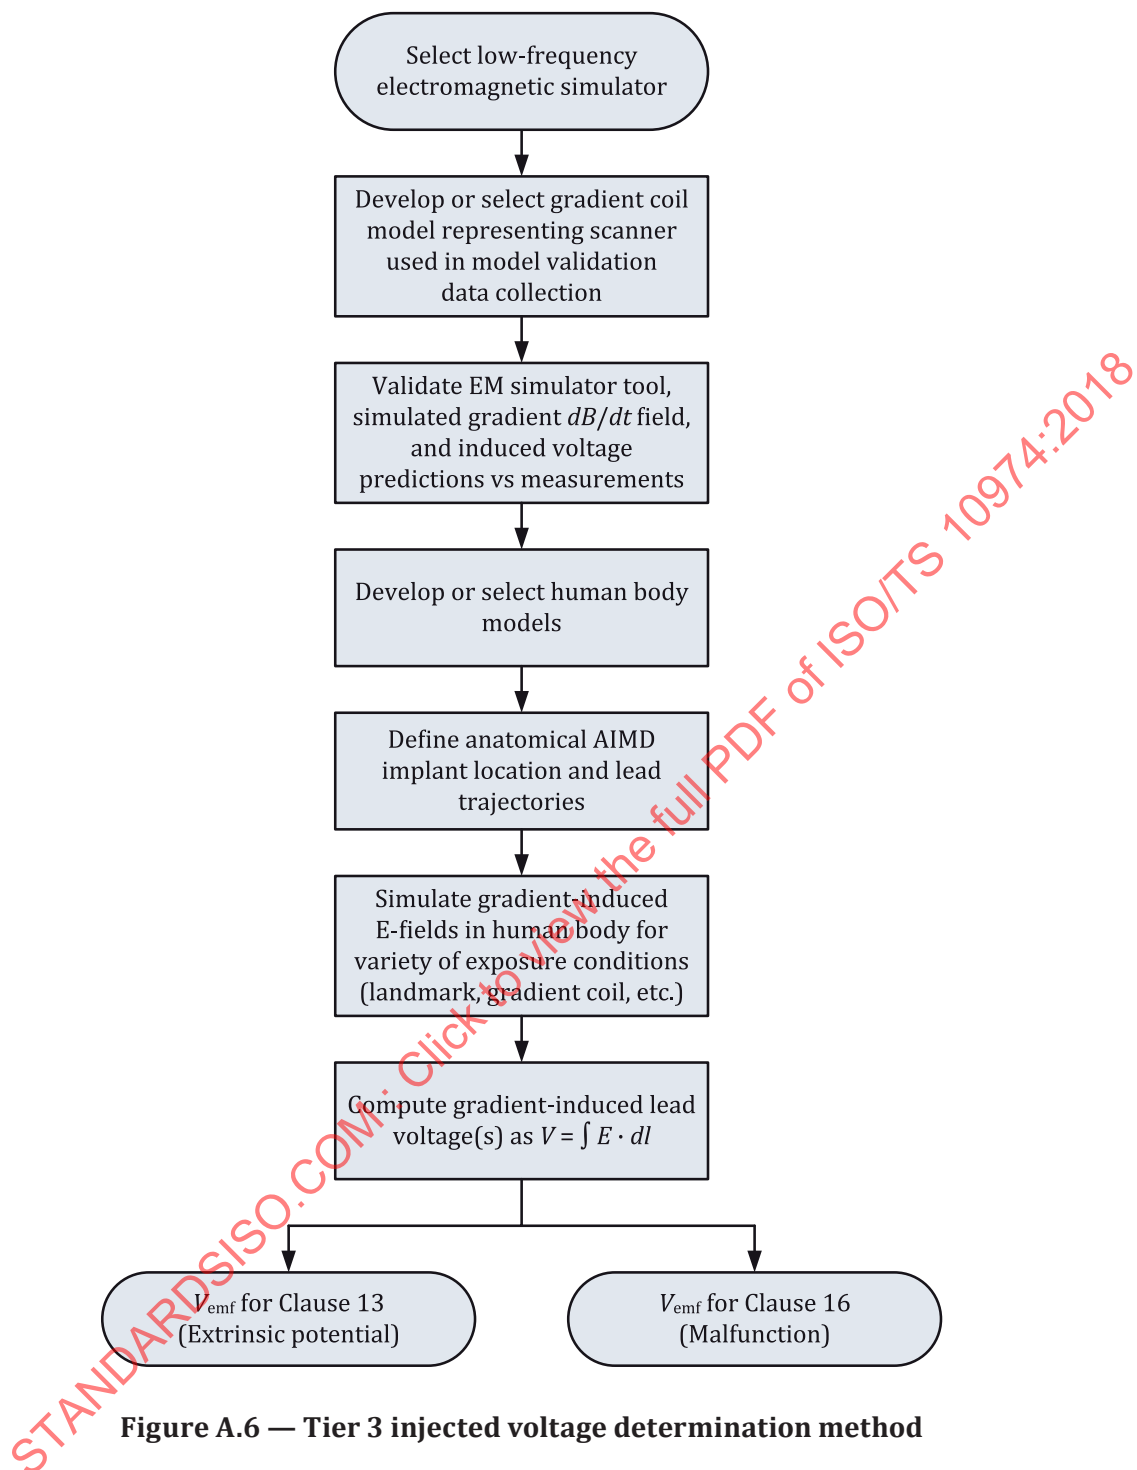 Select low-frequency
electromagnetic simulator
Develop or select gradient coil
model representing scanner
used in model validation
data collection
Validate EM simulator tool,
simulated gradient dB/dt field,
and induced voltage
predictions vs measurements
Develop or select human body
models
Define anatomical AIMD
implant location and lead
trajectories
Simulate gradient-induced
E-fields in human body for
variety of exposure conditions
(landmark, gradient coil, etc.)
Compute gradient-induced lead
voltage(s) as V = ∫ E · dl
Vemf for Clause 13
(Extrinsic potential)
Vemf for Clause 16
(Malfunction)
Figure A.6 — Tier 3 injected voltage determination method
STANDARDSISO.COM : Click to view the full PDF of ISO/TS 10974:2018